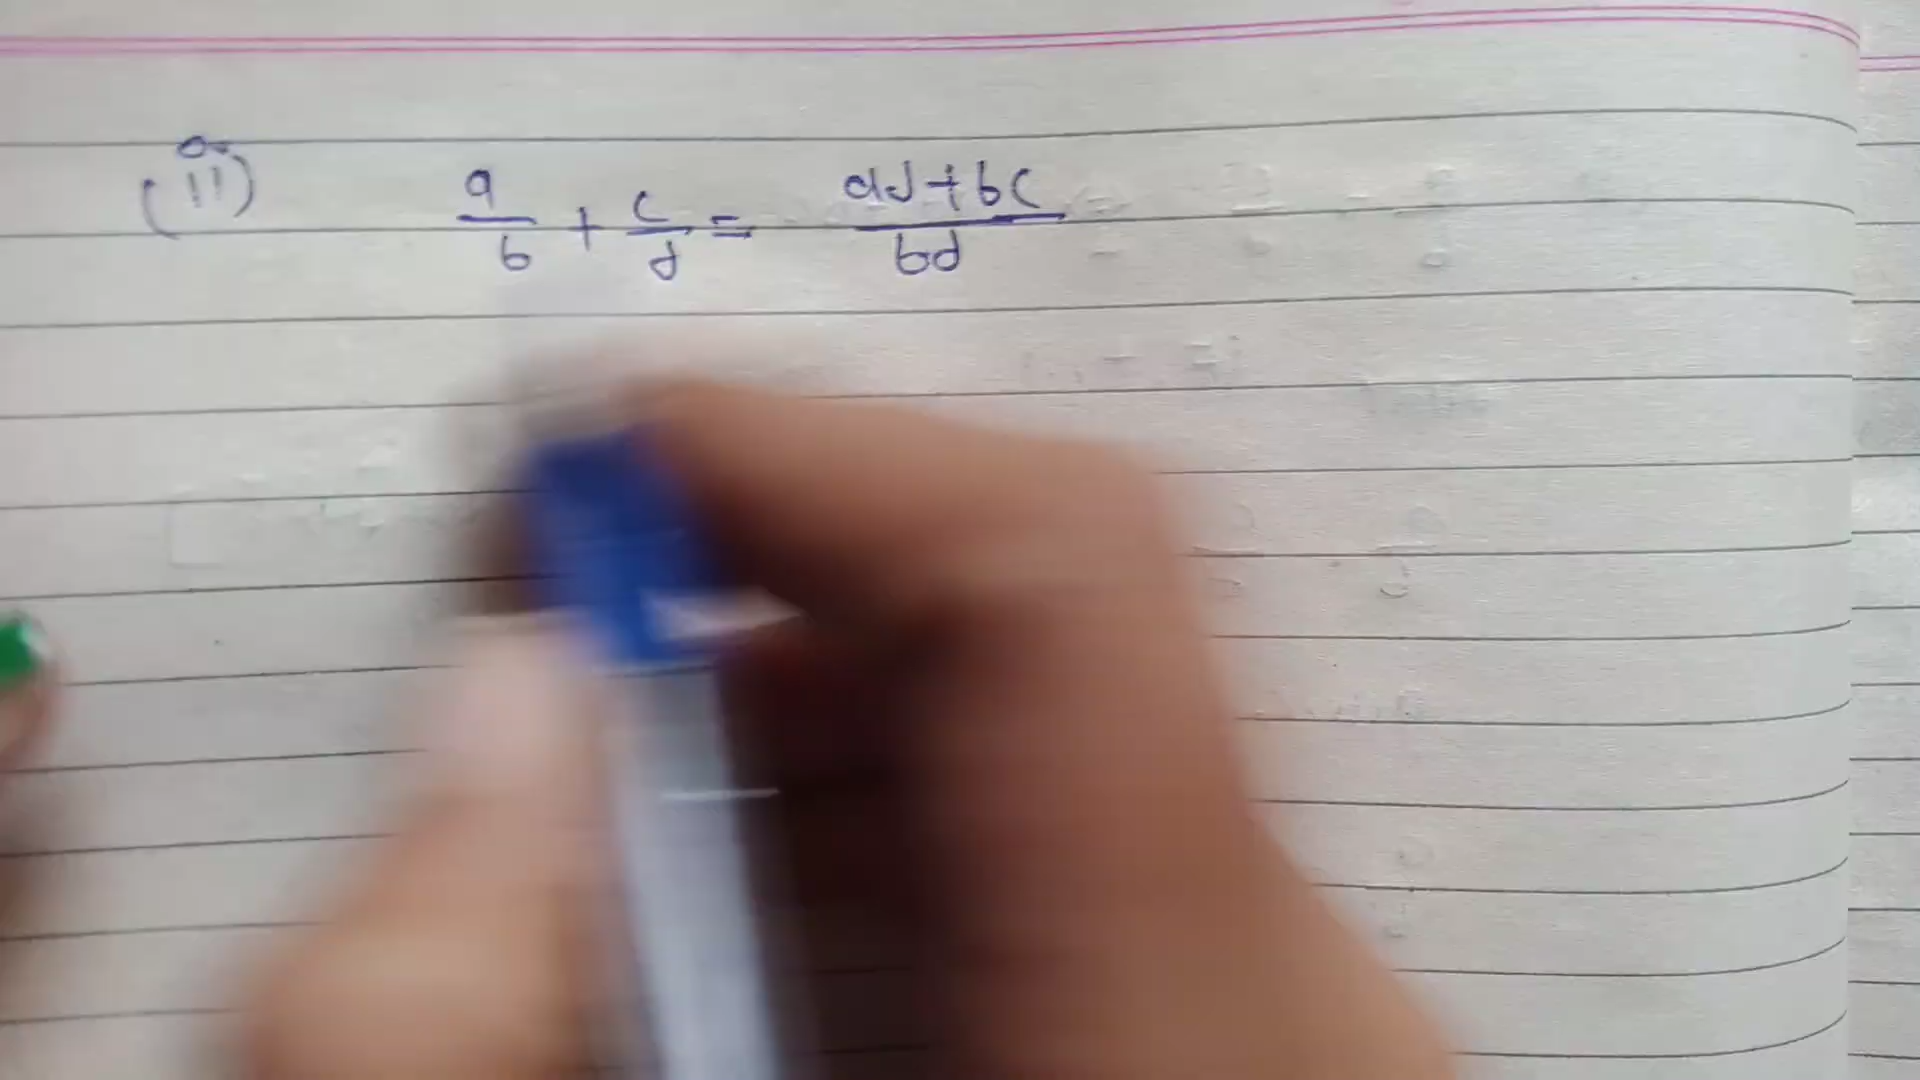 (ii) a/b + c/d = ad+bc/bd